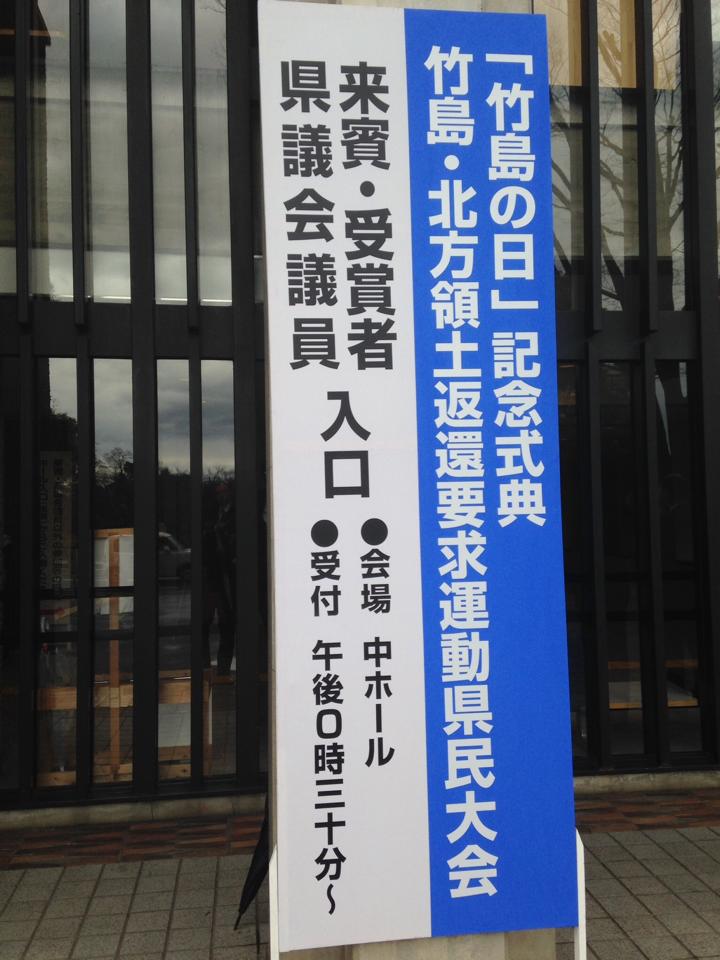 「竹島の日」記念式典
竹島・北方領土返還要求運動県民大会
来賓・受賞者
県議会議員
入口
●会場 中ホール
●受付 午後0時三十分~